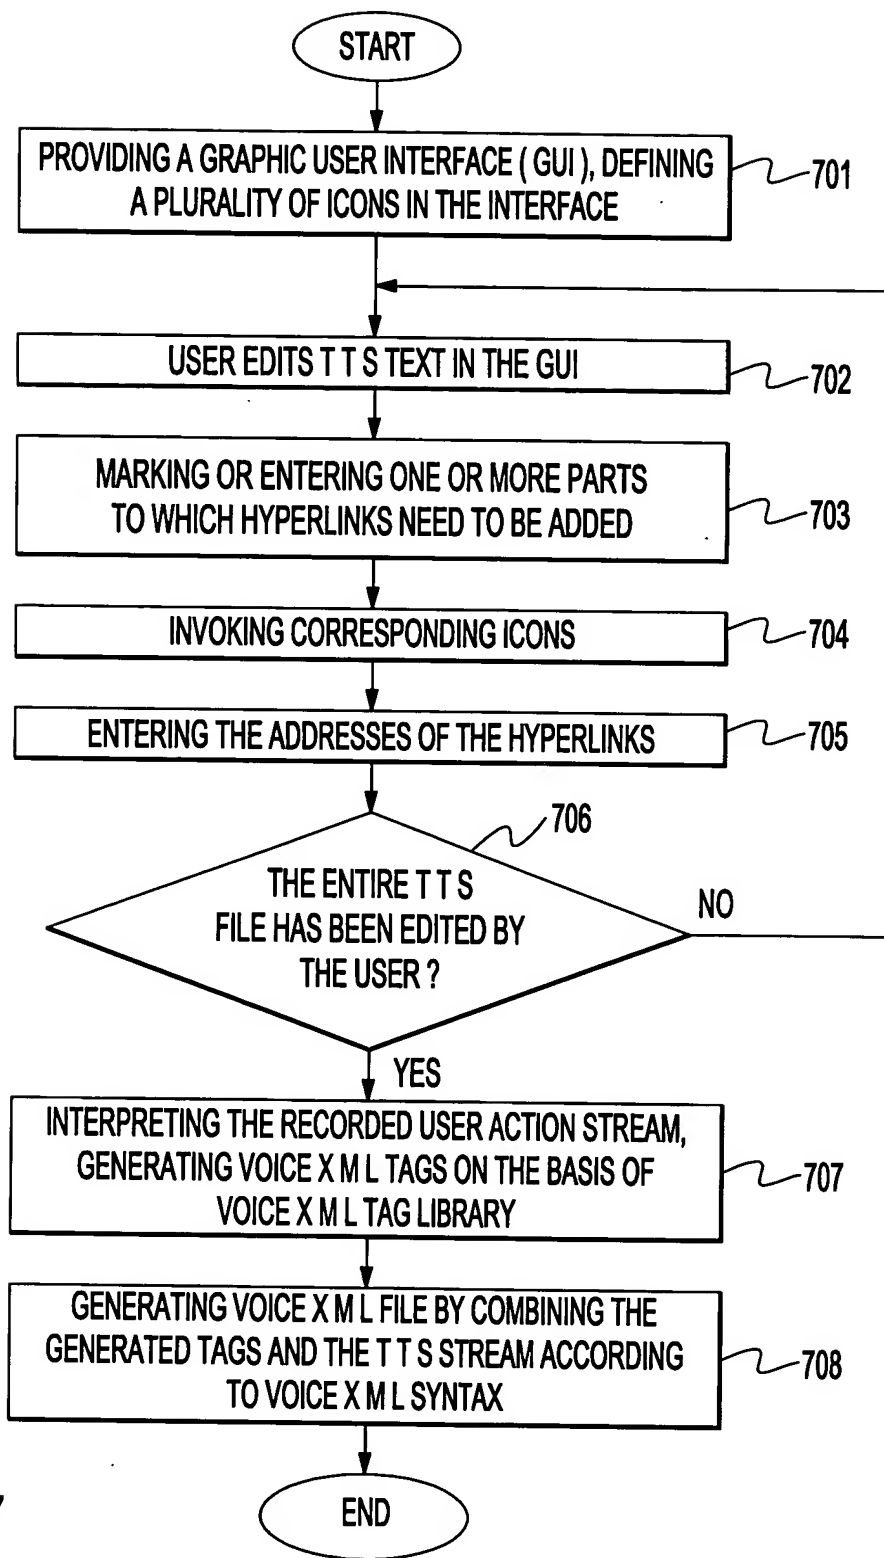 START
PROVIDING A GRAPHIC USER INTERFACE ( GUI ), DEFINING
A PLURALITY OF ICONS IN THE INTERFACE
701
USER EDITS T T S TEXT IN THE GUI
702
MARKING OR ENTERING ONE OR MORE PARTS
TO WHICH HYPERLINKS NEED TO BE ADDED
703
INVOKING CORRESPONDING ICONS
704
ENTERING THE ADDRESSES OF THE HYPERLINKS
705
706
THE ENTIRE T T S
FILE HAS BEEN EDITED BY
THE USER ?
NO
YES
INTERPRETING THE RECORDED USER ACTION STREAM,
GENERATING VOICE X M L TAGS ON THE BASIS OF
VOICE X M L TAG LIBRARY
707
GENERATING VOICE X M L FILE BY COMBINING THE
GENERATED TAGS AND THE T T S STREAM ACCORDING
TO VOICE X M L SYNTAX
708
END